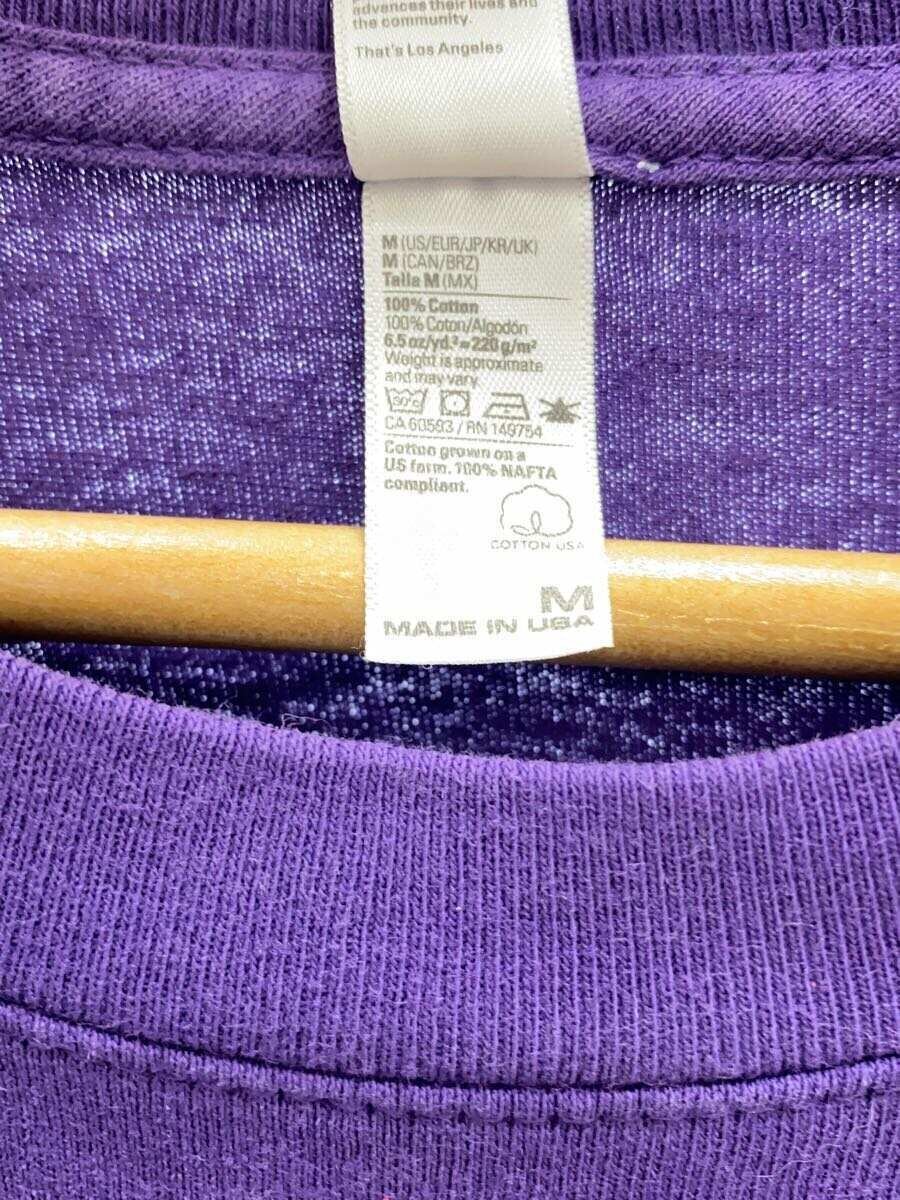 advances their lives and
the community.
That's Los Angeles
M (US/EUR/JP/KR/UK)
M (CAN/BRZ)
Talla M (MX)
100% Cotton
100% Coton/Algodón
6.5 oz/yd.² = 220 g/m²
Weight is approximate
and may vary
30°C
CA 60593 / RN 149754
Cotton grown on a
US farm. 100% NAFTA
compliant.
COTTON USA
M
MADE IN USA